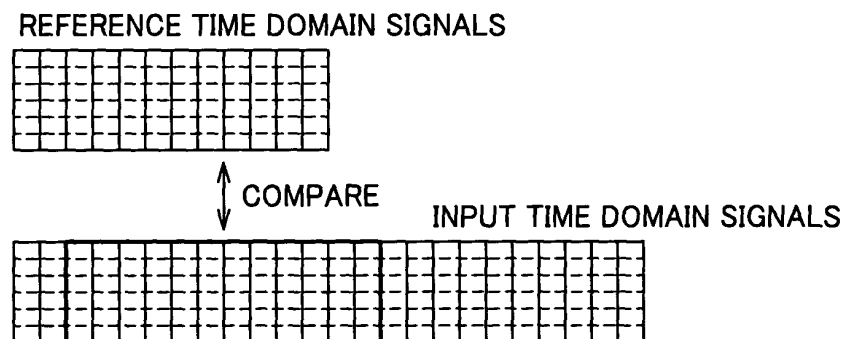 REFERENCE TIME DOMAIN SIGNALS
COMPARE
INPUT TIME DOMAIN SIGNALS